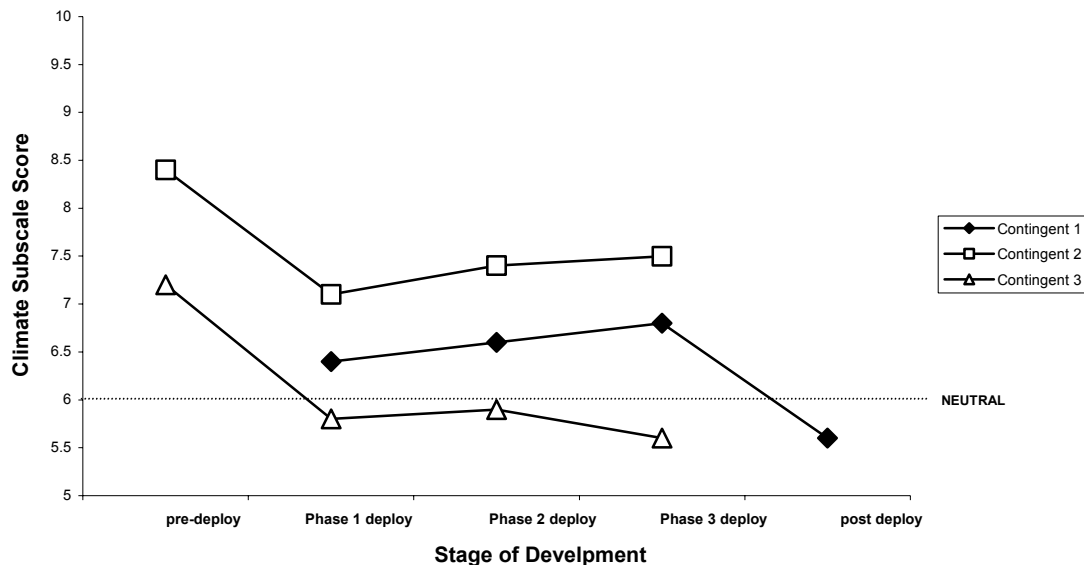 10
9.5
9
8.5
8
7.5
7
6.5
6
5.5
5
Climate Subscale Score
pre-deploy
Phase 1 deploy
Phase 2 deploy
Phase 3 deploy
post deploy
Stage of Develpment
NEUTRAL
Contingent 1
Contingent 2
Contingent 3